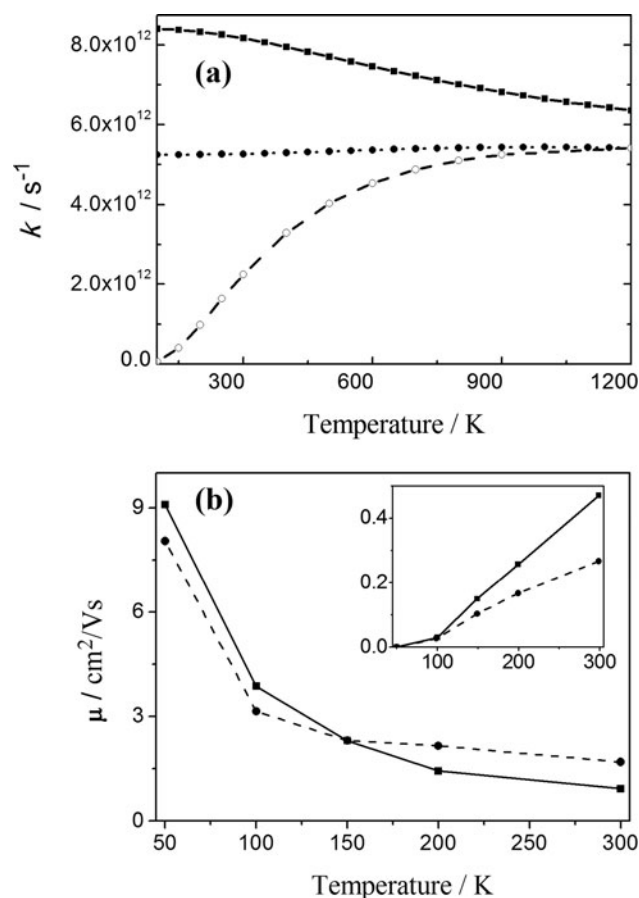 (a)
8.0x10¹²
6.0x10¹²
4.0x10¹²
2.0x10¹²
0.0
k / s⁻¹
300 600 900 1200
Temperature / K
(b)
9
6
3
0
μ / cm²/Vs
0.4
0.2
0.0
100 200 300
50 100 150 200 250 300
Temperature / K